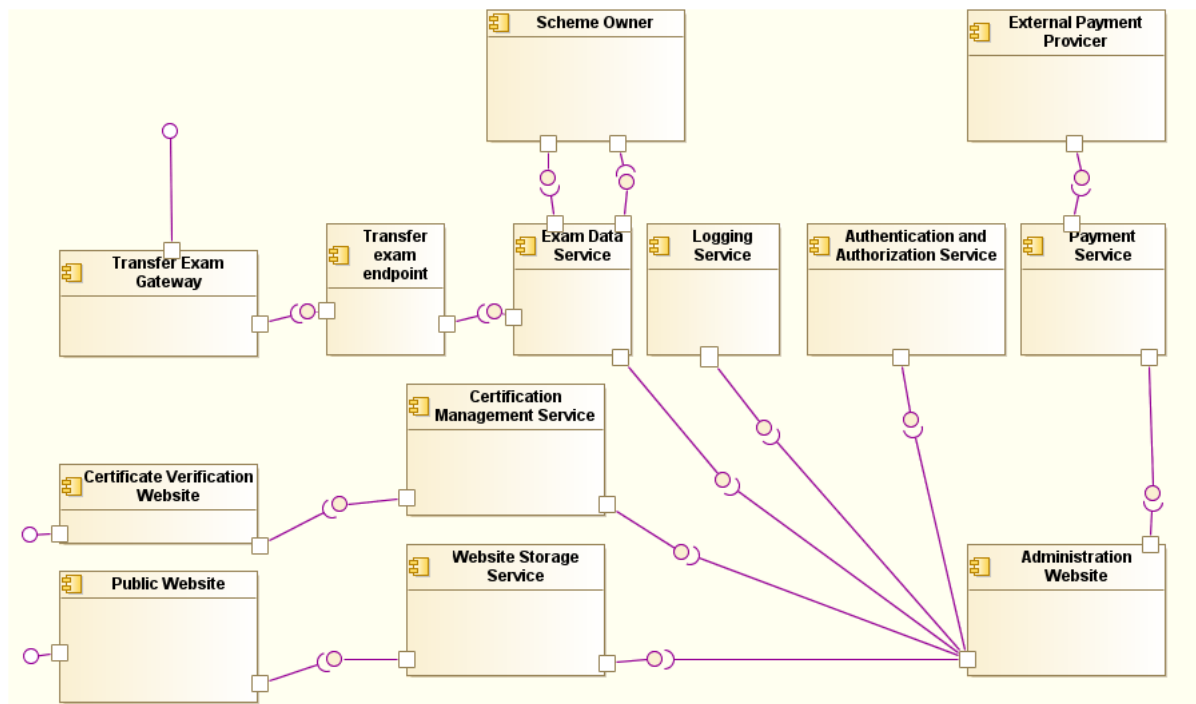 Scheme Owner
External Payment
Provicer
Transfer Exam
Gateway
Transfer
exam
endpoint
Exam Data
Service
Logging
Service
Authentication and
Authorization Service
Payment
Service
Certification
Management Service
Certificate Verification
Website
Website Storage
Service
Administration
Website
Public Website